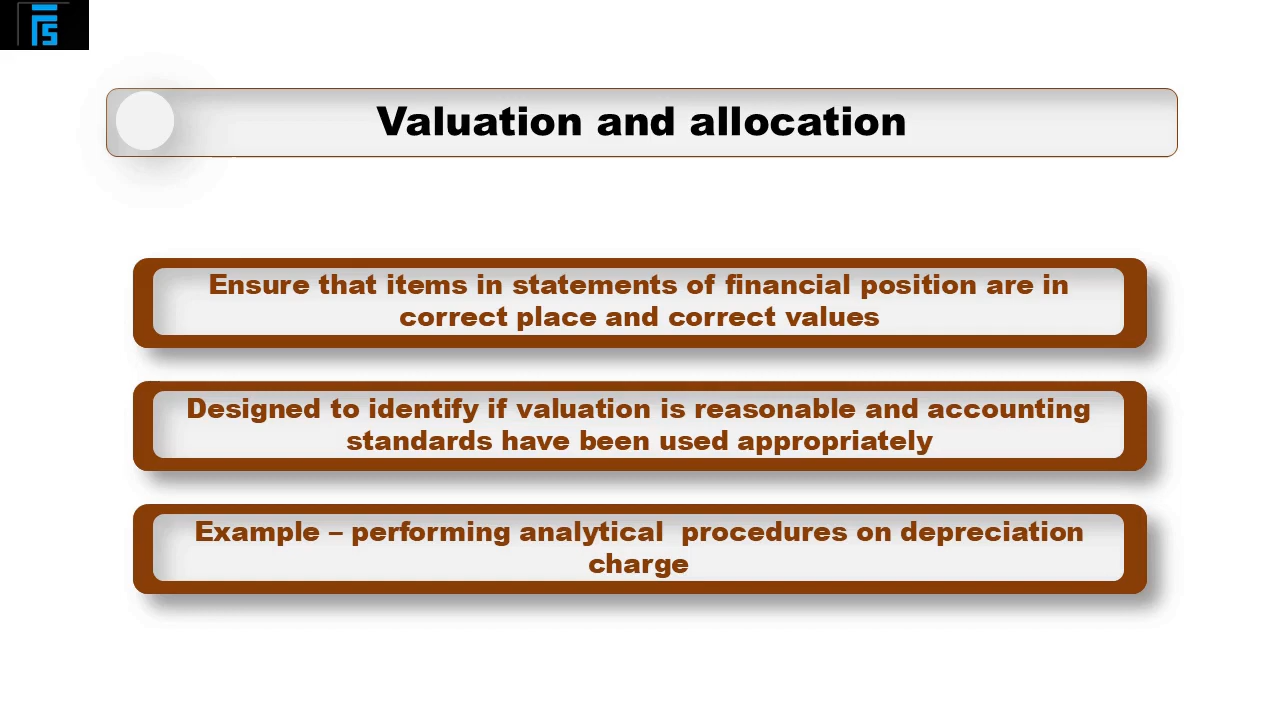 Valuation and allocation
Ensure that items in statements of financial position are in
correct place and correct values
Designed to identify if valuation is reasonable and accounting
standards have been used appropriately
Example – performing analytical  procedures on depreciation
charge